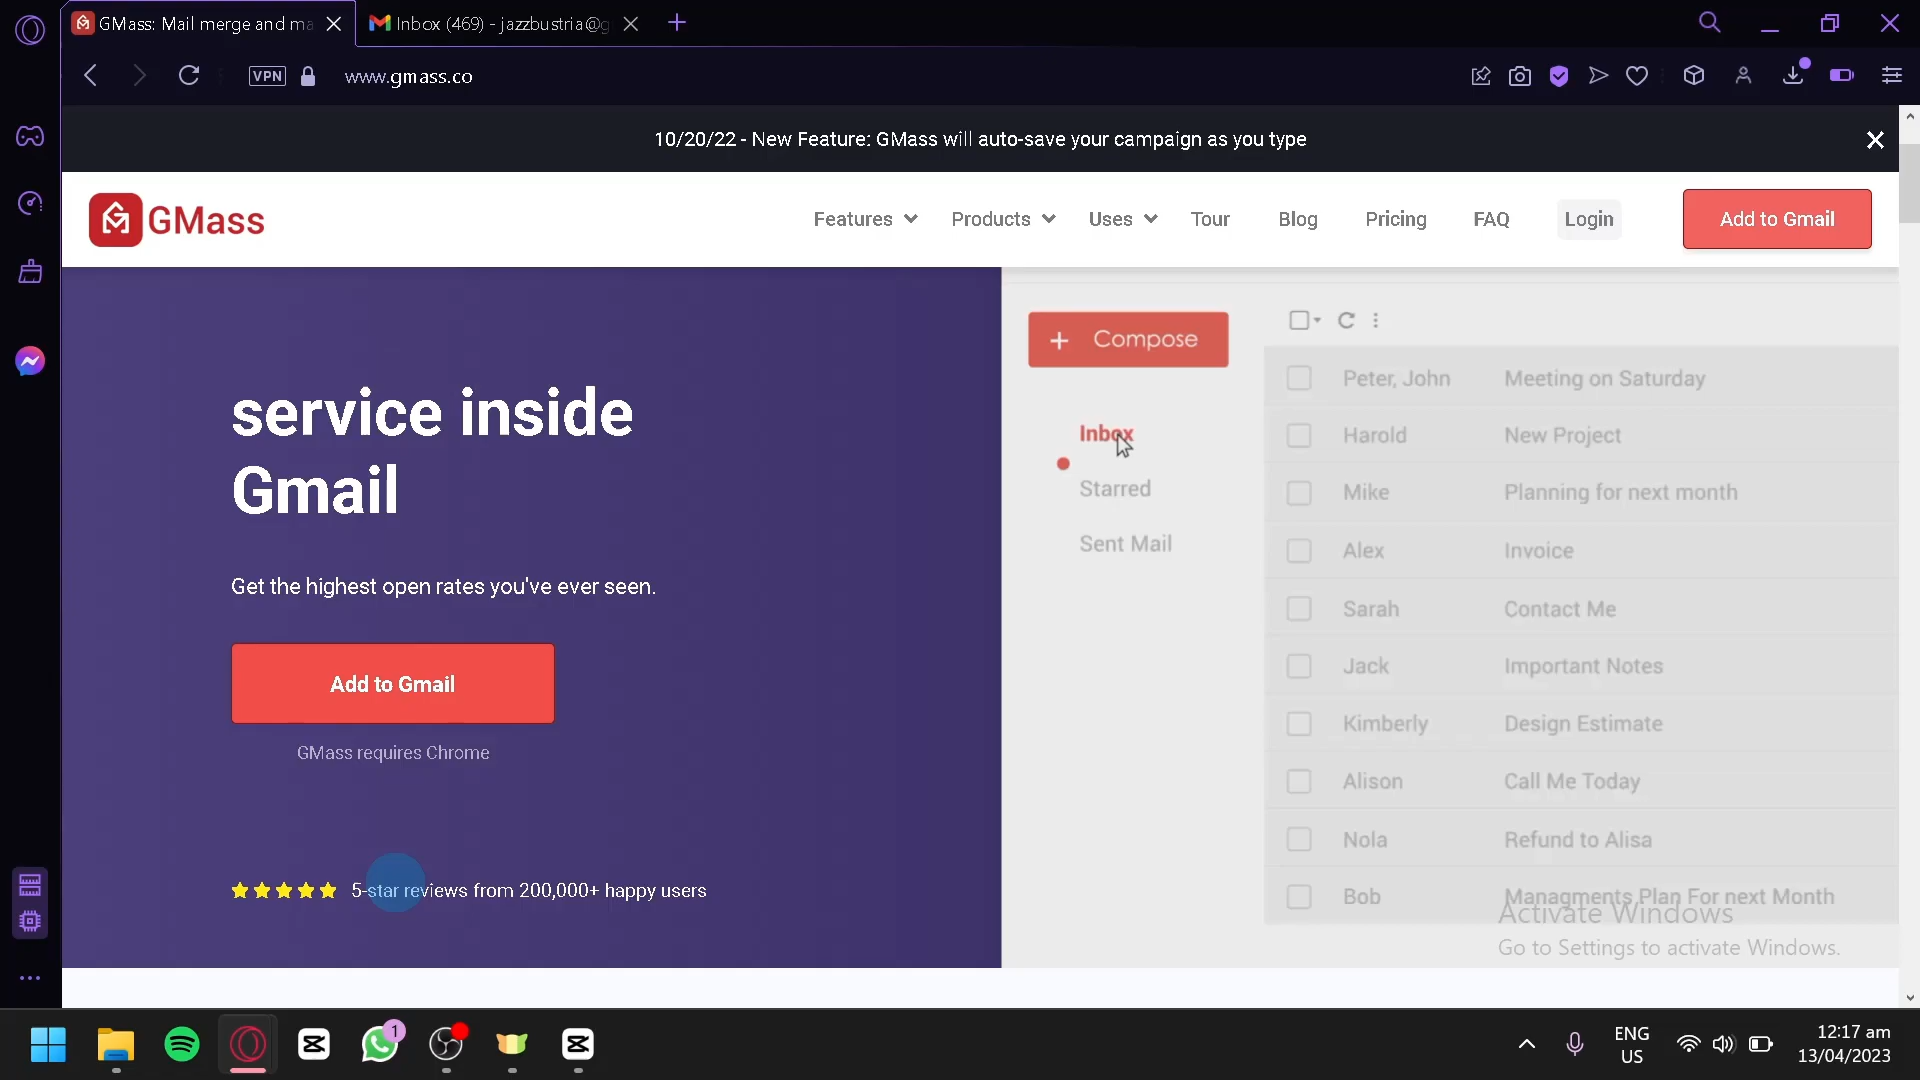 GMass: Mail merge and ma
Inbox (469) - jazzbustria@g
VPN
www.gmass.co
10/20/22 - New Feature: GMass will auto-save your campaign as you type
GMass
Features
Products
Uses
Tour
Blog
Pricing
FAQ
Login
Add to Gmail
service inside
Gmail
Get the highest open rates you've ever seen.
Add to Gmail
GMass requires Chrome
5-star reviews from 200,000+ happy users
+ Compose
Inbox
Starred
Sent Mail
Peter, John Meeting on Saturday
Harold New Project
Mike Planning for next month
Alex Invoice
Sarah Contact Me
Jack Important Notes
Kimberly Design Estimate
Alison Call Me Today
Nola Refund to Alisa
Bob Managments Plan For next Month
Activate Windows
Go to Settings to activate Windows.
1
ENG
US
12:17 am
13/04/2023